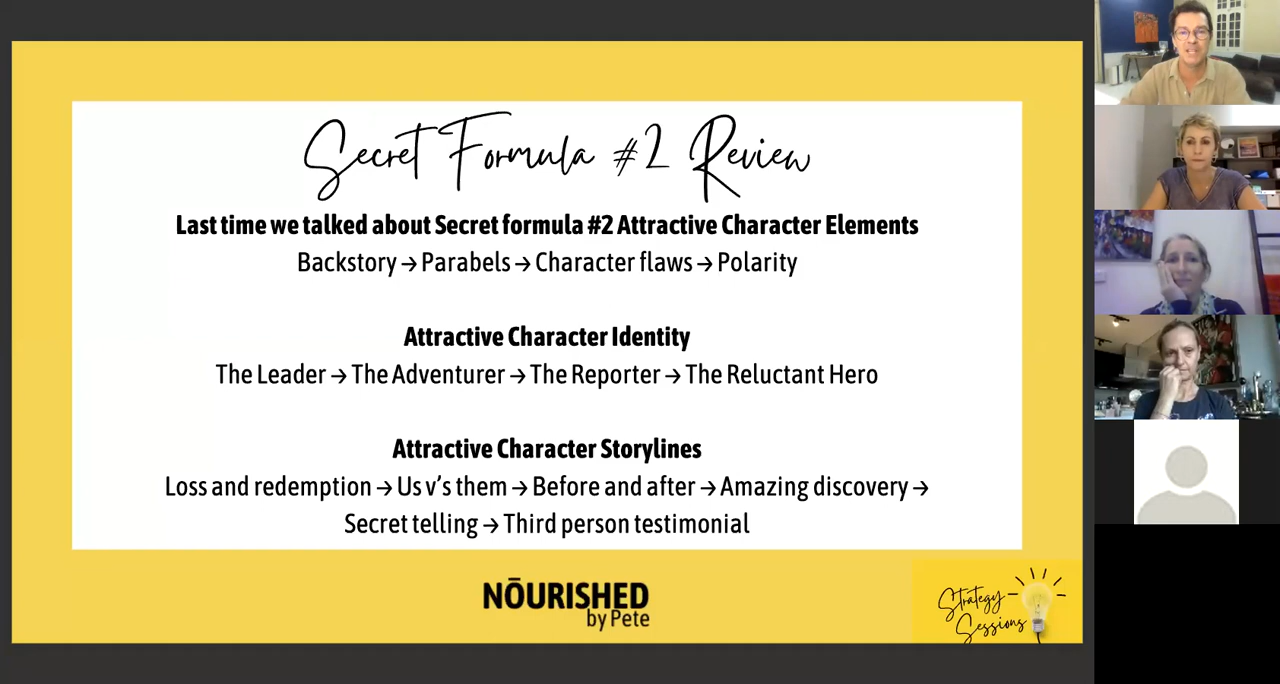 Secret Formula #2 Review
Last time we talked about Secret formula #2 Attractive Character Elements
Backstory → Parabels → Character flaws → Polarity
Attractive Character Identity
The Leader → The Adventurer → The Reporter → The Reluctant Hero
Attractive Character Storylines
Loss and redemption → Us v's them → Before and after → Amazing discovery →
Secret telling → Third person testimonial
NŌURISHED
by Pete
Strategy
Sessions